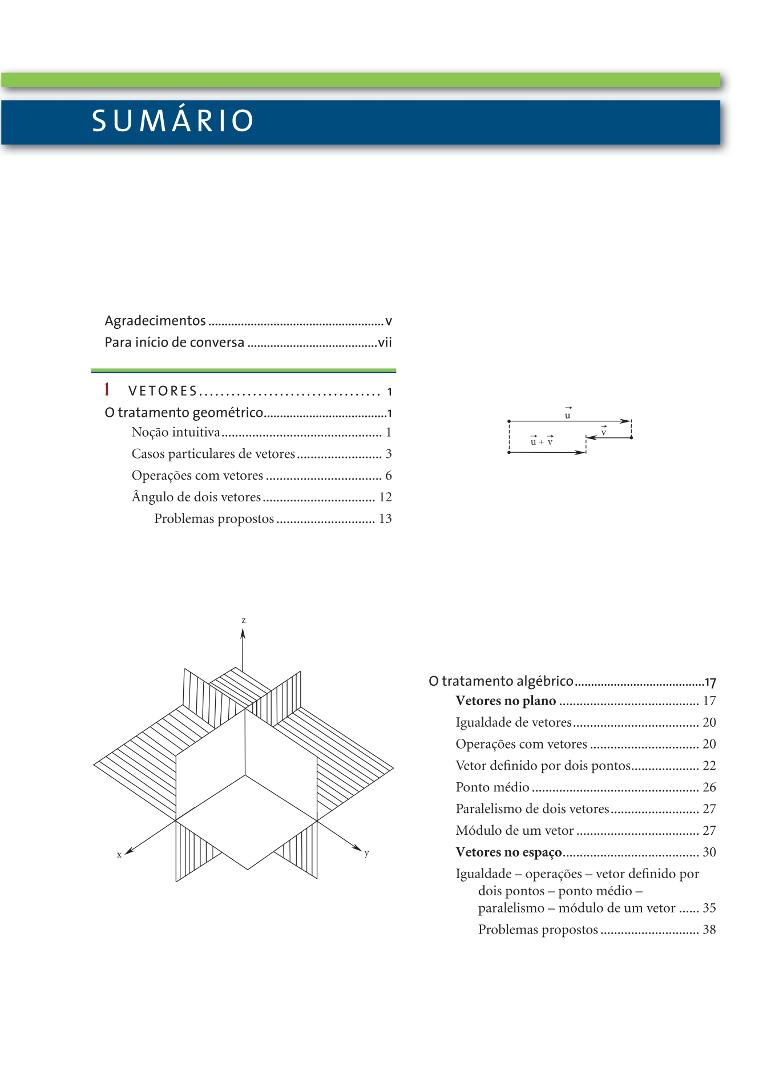 SUMÁRIO
Agradecimentos ...................................................... v
Para início de conversa ........................................vii
1 VETORES.................................. 1
O tratamento geométrico......................................1
Noção intuitiva.............................................. 1
Casos particulares de vetores......................... 3
Operações com vetores .................................. 6
Ângulo de dois vetores................................. 12
Problemas propostos ............................. 13
u
v
u + v
z
x
y
O tratamento algébrico........................................17
Vetores no plano ......................................... 17
Igualdade de vetores..................................... 20
Operações com vetores ................................ 20
Vetor definido por dois pontos.................... 22
Ponto médio ................................................. 26
Paralelismo de dois vetores.......................... 27
Módulo de um vetor .................................... 27
Vetores no espaço........................................ 30
Igualdade – operações – vetor definido por
dois pontos – ponto médio –
paralelismo – módulo de um vetor ...... 35
Problemas propostos ............................. 38